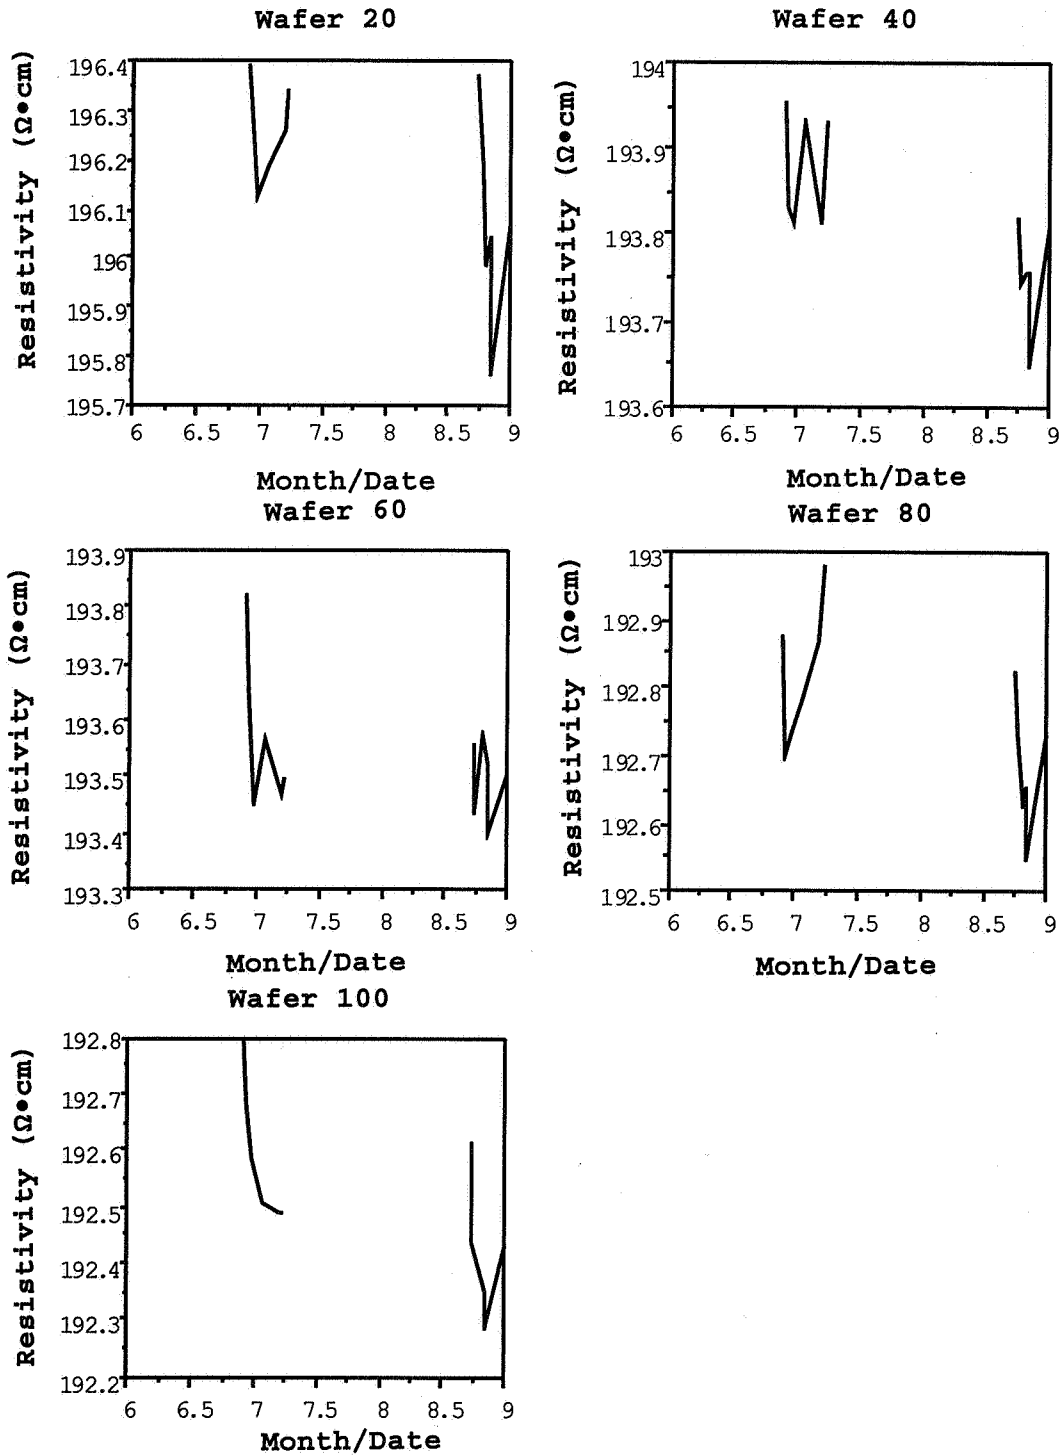 Wafer 20
Resistivity (Ω•cm)
196.4
196.3
196.2
196.1
196
195.9
195.8
195.7
6 6.5 7 7.5 8 8.5 9
Month/Date
Wafer 40
Resistivity (Ω•cm)
194
193.9
193.8
193.7
193.6
6 6.5 7 7.5 8 8.5 9
Month/Date
Wafer 60
Resistivity (Ω•cm)
193.9
193.8
193.7
193.6
193.5
193.4
193.3
6 6.5 7 7.5 8 8.5 9
Month/Date
Wafer 80
Resistivity (Ω•cm)
193
192.9
192.8
192.7
192.6
192.5
6 6.5 7 7.5 8 8.5 9
Month/Date
Wafer 100
Resistivity (Ω•cm)
192.8
192.7
192.6
192.5
192.4
192.3
192.2
6 6.5 7 7.5 8 8.5 9
Month/Date